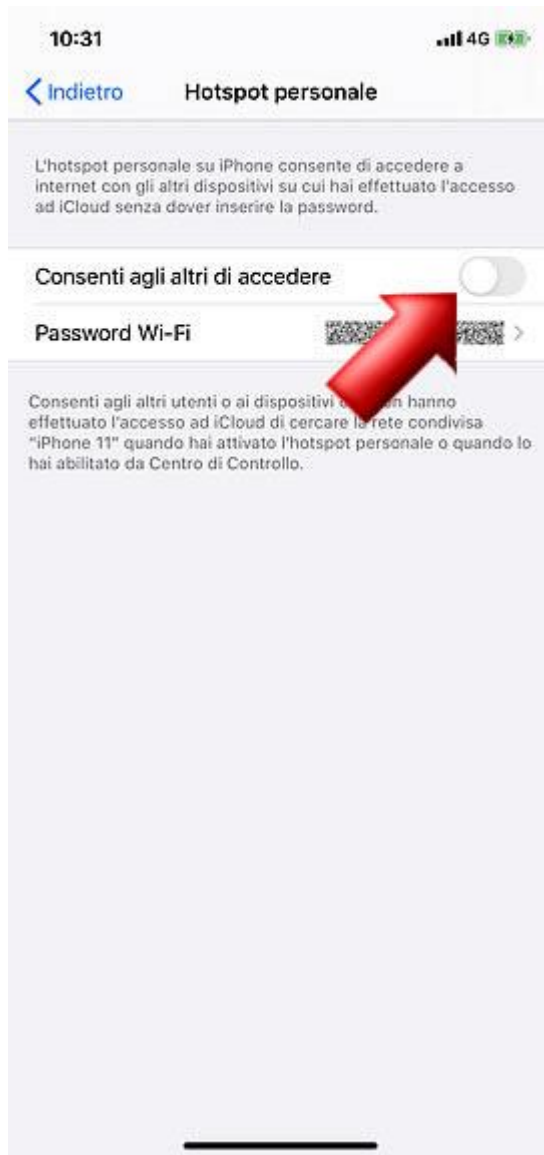 10:31
4G
Indietro
Hotspot personale
L'hotspot personale su iPhone consente di accedere a
internet con gli altri dispositivi su cui hai effettuato l'accesso
ad iCloud senza dover inserire la password.
Consenti agli altri di accedere
Password Wi-Fi
Consenti agli altri utenti o ai dispositivi hanno
effettuato l'accesso ad iCloud di cercare la rete condivisa
"iPhone 11" quando hai attivato l'hotspot personale o quando lo
hai abilitato da Centro di Controllo.